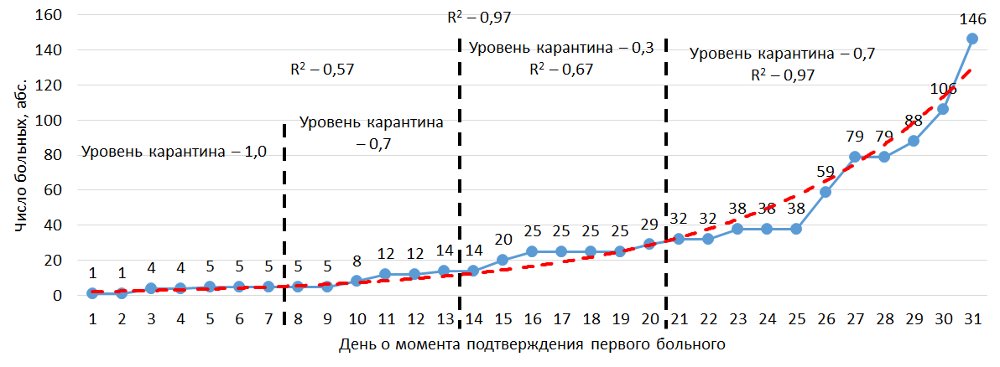 160
140
120
100
80
60
40
20
0
Число больных, абс.
R² – 0,97
R² – 0,57
Уровень карантина – 1,0
Уровень карантина
– 0,7
Уровень карантина – 0,3
R² – 0,67
Уровень карантина – 0,7
R² – 0,97
1 1 4 4 5 5 5 5 5 8 12 12 14 14 20 25 25 25 25 29 32 32 38 38 38 59 79 79 88 106 146
1 2 3 4 5 6 7 8 9 10 11 12 13 14 15 16 17 18 19 20 21 22 23 24 25 26 27 28 29 30 31
День о момента подтверждения первого больного